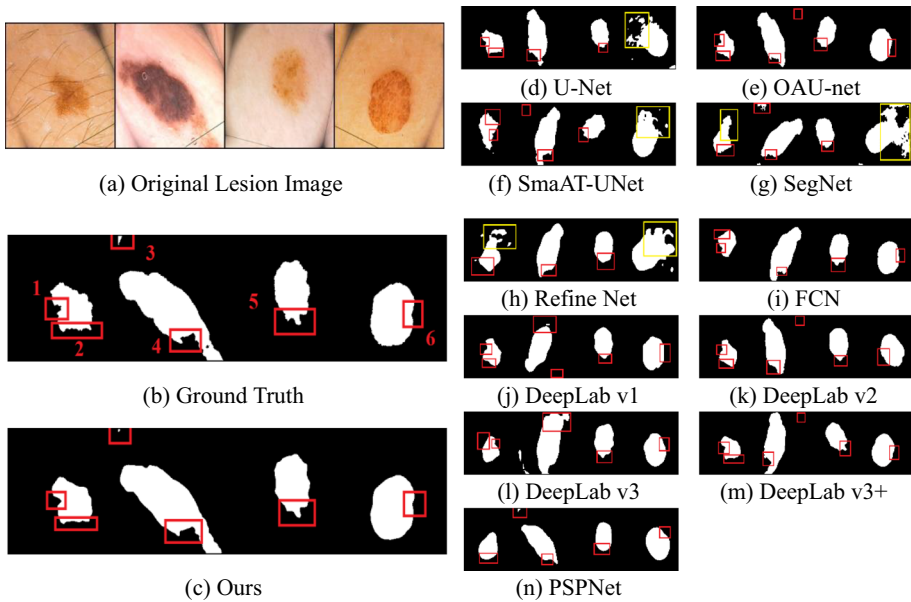 (a) Original Lesion Image
1
2
3
4
5
6
(b) Ground Truth
(c) Ours
(d) U-Net
(e) OAU-net
(f) SmaAT-UNet
(g) SegNet
(h) Refine Net
(i) FCN
(j) DeepLab v1
(k) DeepLab v2
(l) DeepLab v3
(m) DeepLab v3+
(n) PSPNet